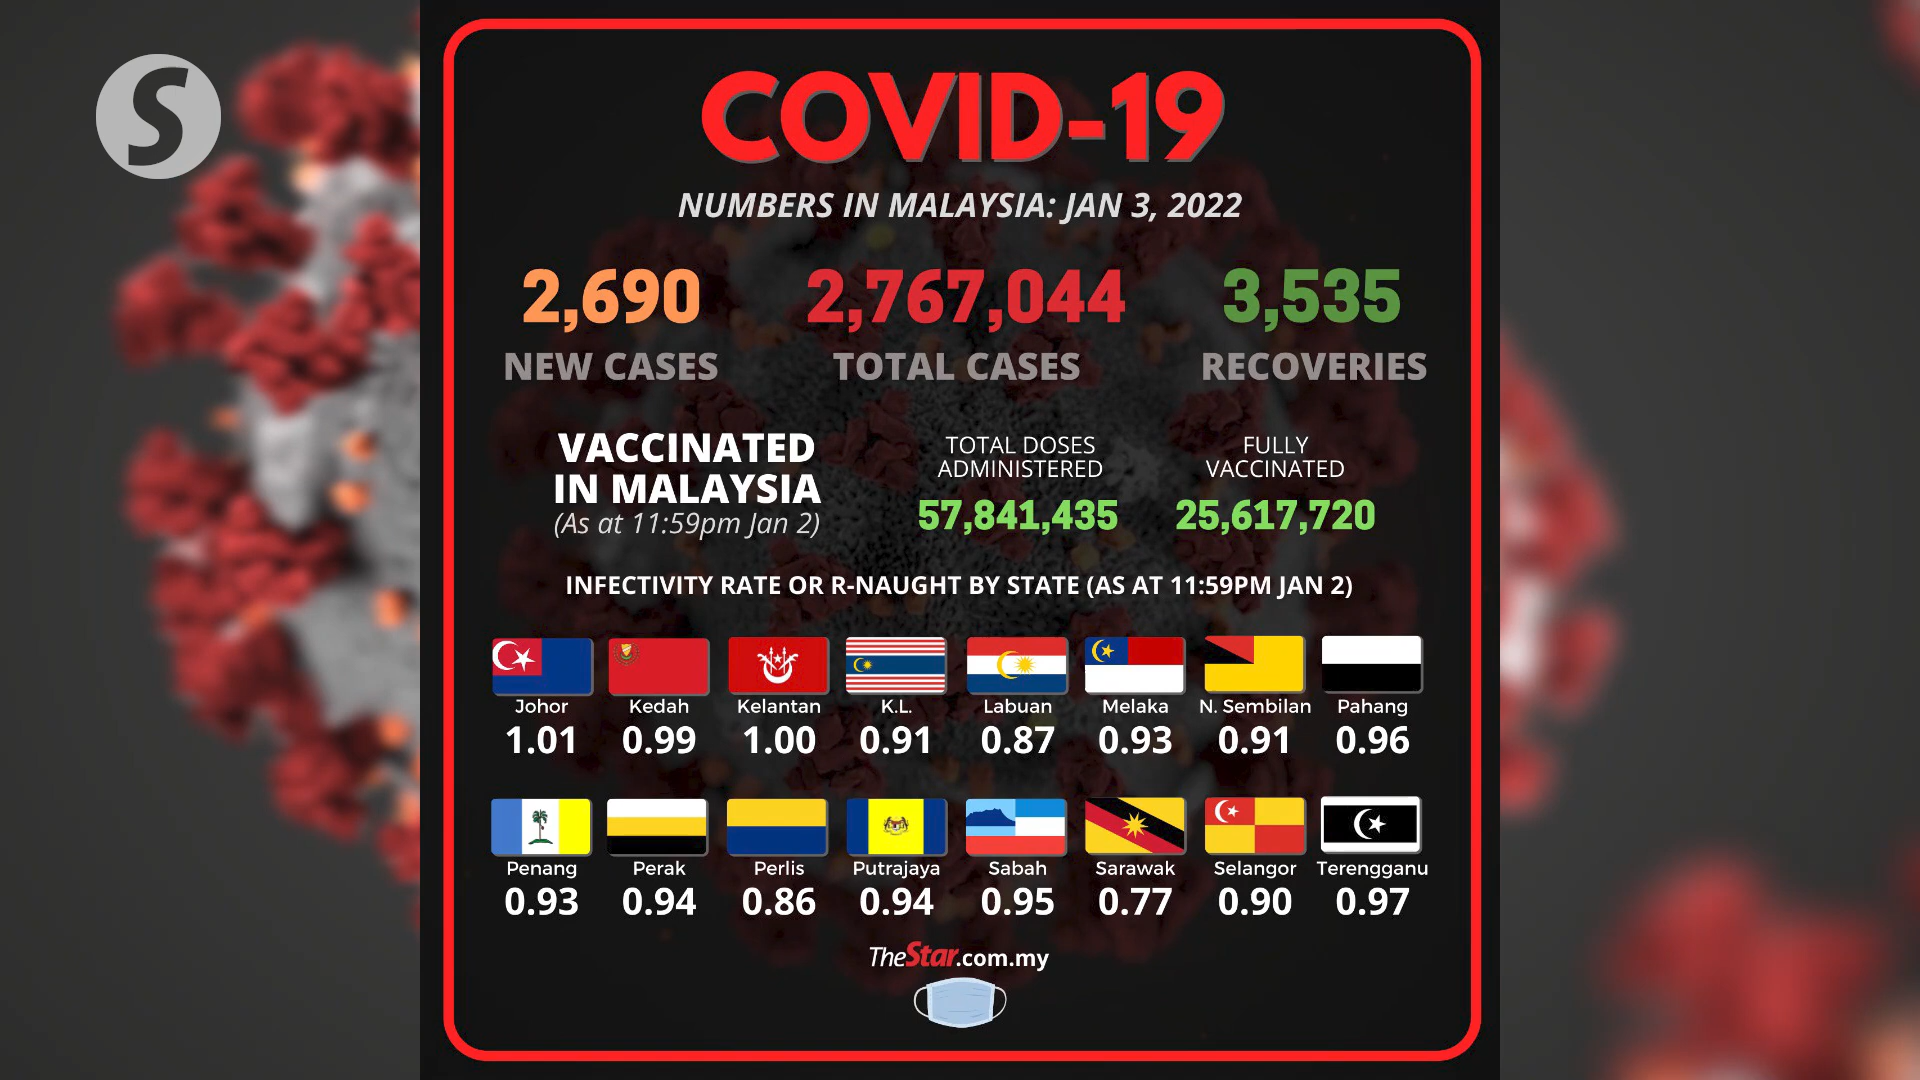 S
COVID-19
NUMBERS IN MALAYSIA: JAN 3, 2022
2,690 2,767,044 3,535
NEW CASES TOTAL CASES RECOVERIES
VACCINATED
IN MALAYSIA
(As at 11:59pm Jan 2)
TOTAL DOSES
ADMINISTERED
57,841,435
FULLY
VACCINATED
25,617,720
INFECTIVITY RATE OR R-NAUGHT BY STATE (AS AT 11:59PM JAN 2)
Johor Kedah Kelantan K.L. Labuan Melaka N. Sembilan Pahang
1.01 0.99 1.00 0.91 0.87 0.93 0.91 0.96
Penang Perak Perlis Putrajaya Sabah Sarawak Selangor Terengganu
0.93 0.94 0.86 0.94 0.95 0.77 0.90 0.97
TheStar.com.my